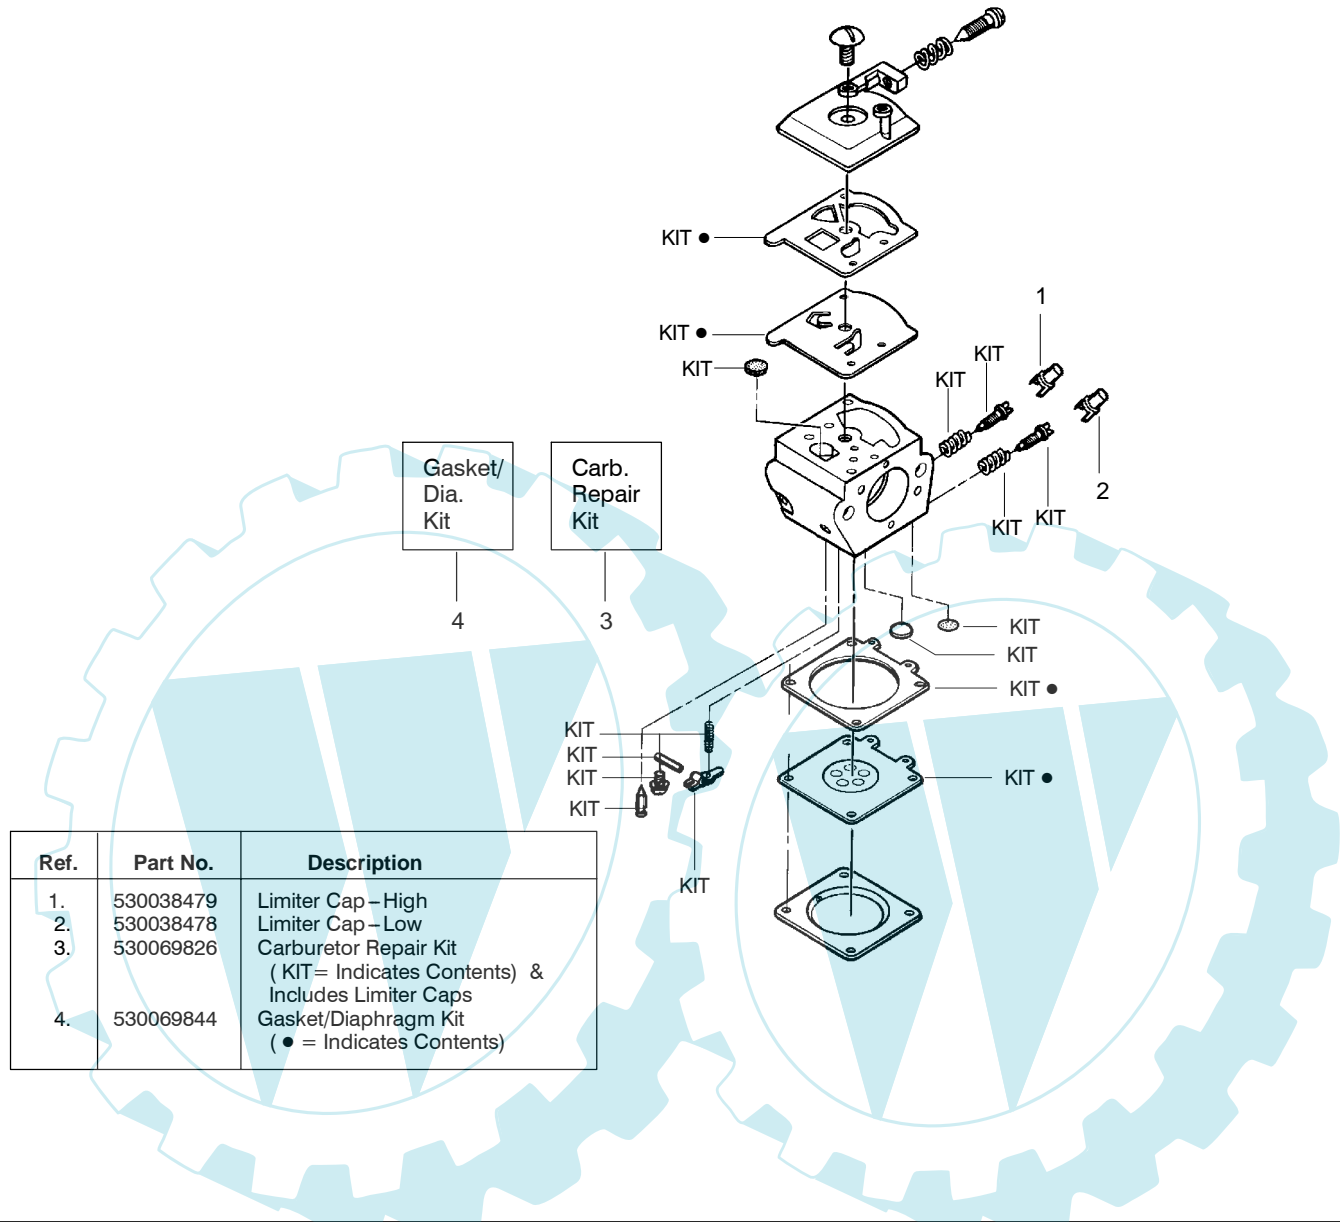 KIT ●
1
KIT ●
KIT
KIT
KIT
2
Gasket/
Dia.
Kit
Carb.
Repair
Kit
KIT
KIT
4
3
KIT
KIT
KIT ●
KIT
KIT
KIT
KIT ●
KIT
KIT
Ref. Part No. Description
1. 530038479 Limiter Cap–High
2. 530038478 Limiter Cap–Low
3. 530069826 Carburetor Repair Kit
( KIT= Indicates Contents) &
Includes Limiter Caps
4. 530069844 Gasket/Diaphragm Kit
( ● = Indicates Contents)